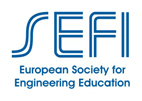 SEFI
European Society for
Engineering Education